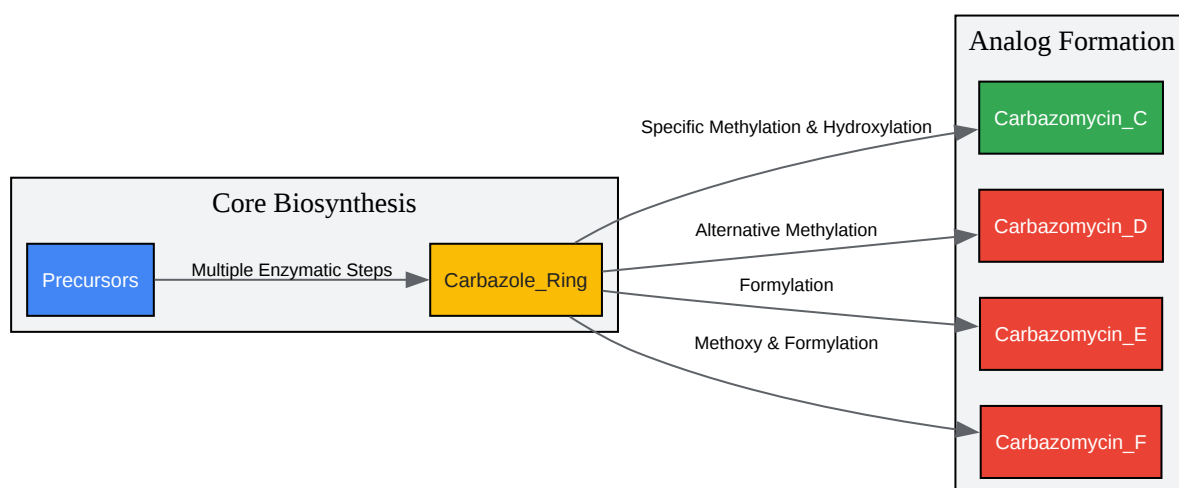 Analog Formation
Carbazomycin_C
Specific Methylation & Hydroxylation
Core Biosynthesis
Precursors
Multiple Enzymatic Steps
Carbazole_Ring
Alternative Methylation
Carbazomycin_D
Formylation
Carbazomycin_E
Methoxy & Formylation
Carbazomycin_F